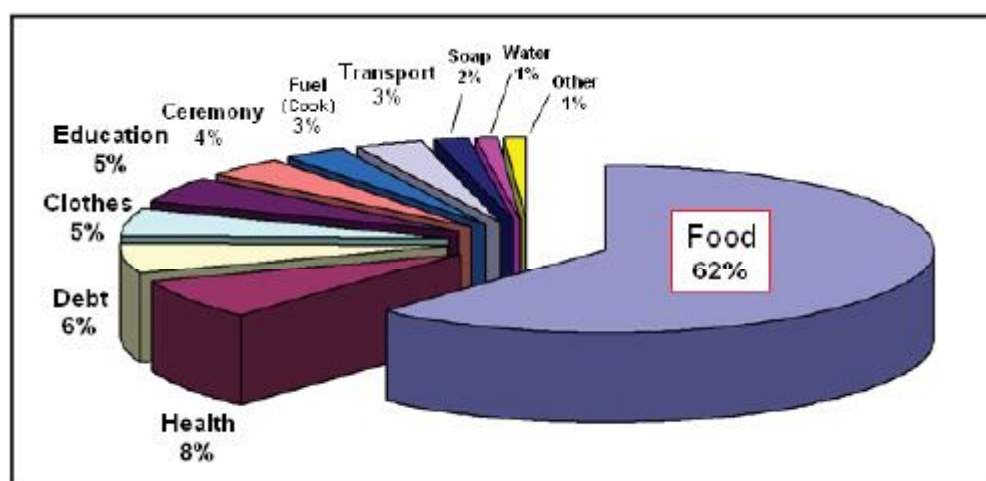 Soap
2%
Water
1%
Other
1%
Transport
3%
Fuel
(Cook)
3%
Ceremony
4%
Education
5%
Clothes
5%
Debt
6%
Health
8%
Food
62%